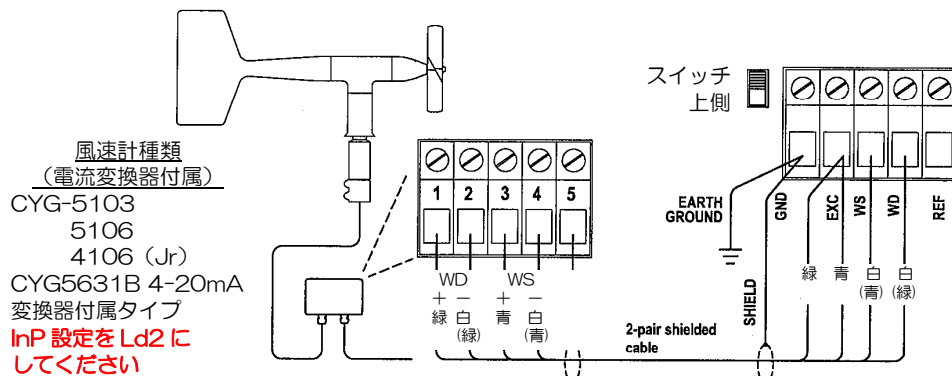 風速計種類
（電流変換器付属）
CYG-5103
5106
4106（Jr）
CYG5631B 4-20mA
変換器付属タイプ
InP 設定を Ld2 に
してください
1 2 3 4 5
WD WS
＋ － ＋ －
緑 白 青 白
(緑) (青)
2-pair shielded
cable
スイッチ
上側
EARTH
GROUND
GND
EXC
WS
WD
REF
SHIELD
緑 青 白 白
(青) (緑)